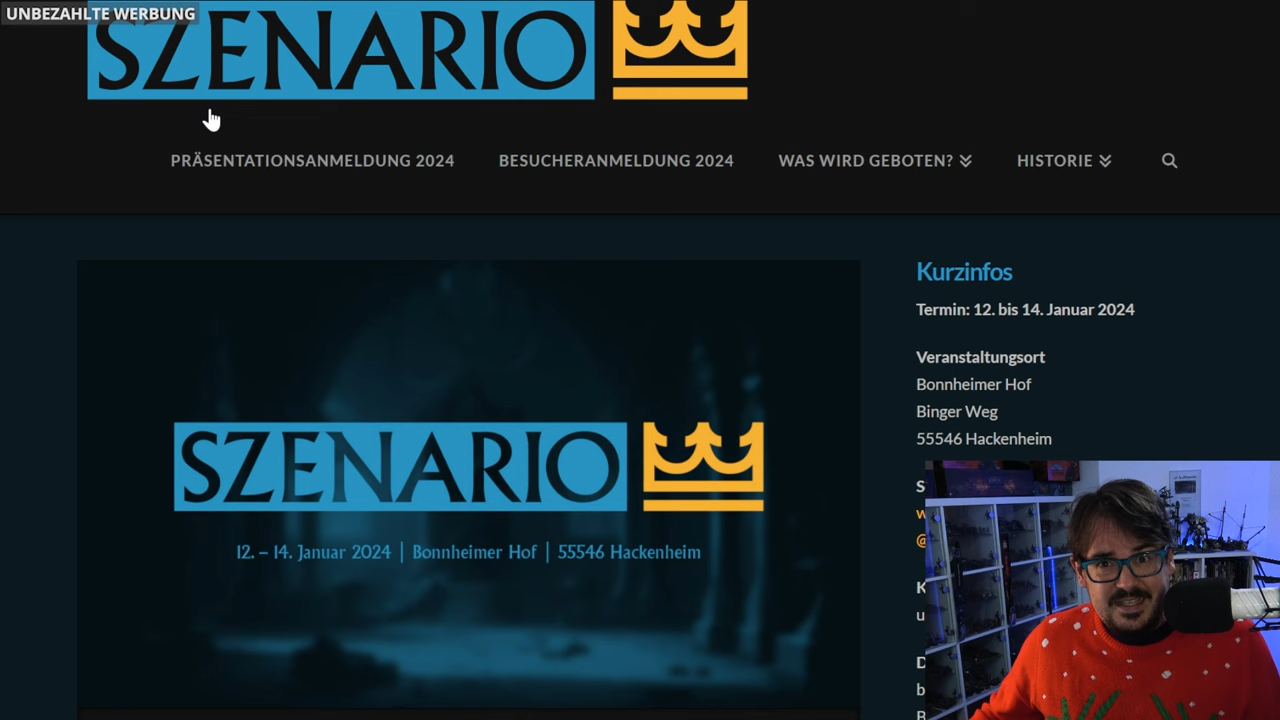 UNBEZAHLTE WERBUNG
SZENARIO
PRÄSENTATIONSANMELDUNG 2024
BESUCHERANMELDUNG 2024
WAS WIRD GEBOTEN?
HISTORIE
Kurzinfos
Termin: 12. bis 14. Januar 2024
Veranstaltungsort
Bonnheimer Hof
Binger Weg
55546 Hackenheim
SZENARIO
12. – 14. Januar 2024 | Bonnheimer Hof | 55546 Hackenheim